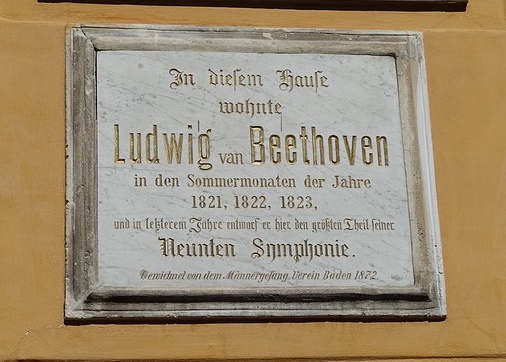 In diesem Hause
wohnte
Ludwig van Beethoven
in den Sommermonaten der Jahre
1821, 1822, 1823,
und in letzterem Jahre entwarf er hier den größten Theil seiner
Neunten Symphonie.
Gewidmet von dem Männergesang Verein Baden 1872